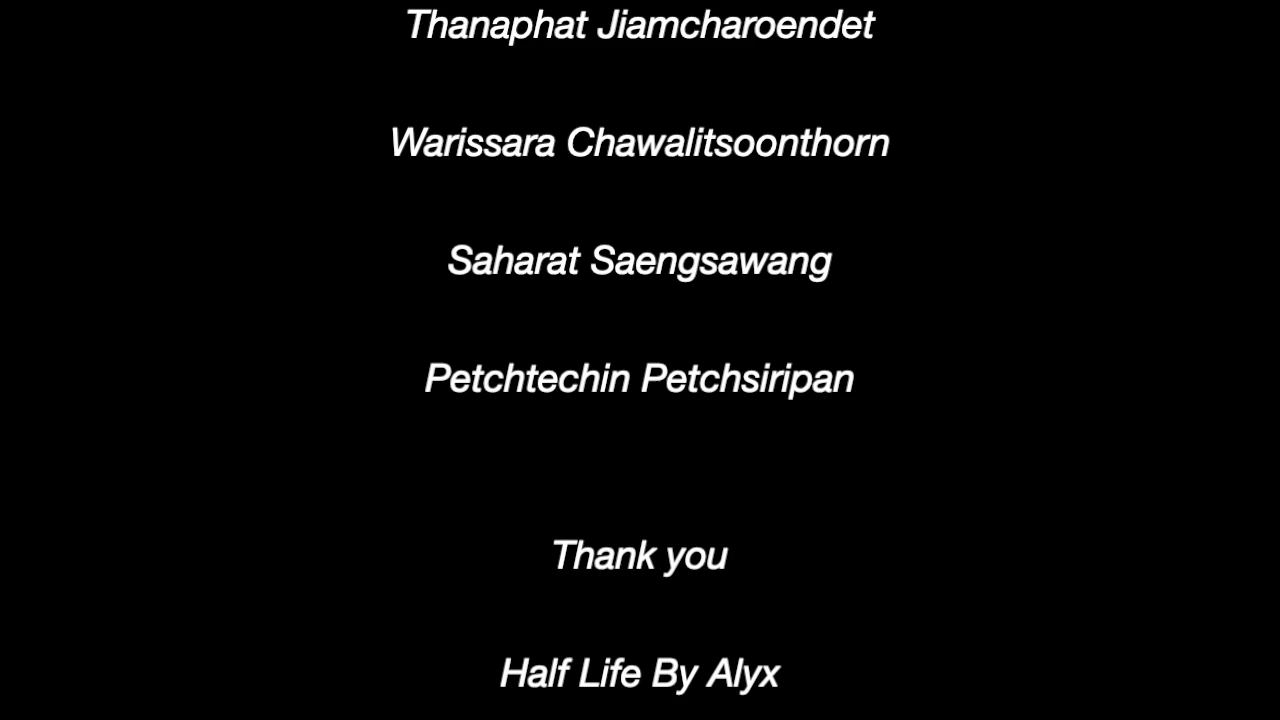 Thanaphat Jiamcharoendet
Warissara Chawalitsoonthorn
Saharat Saengsawang
Petchtechin Petchsiripan
Thank you
Half Life By Alyx